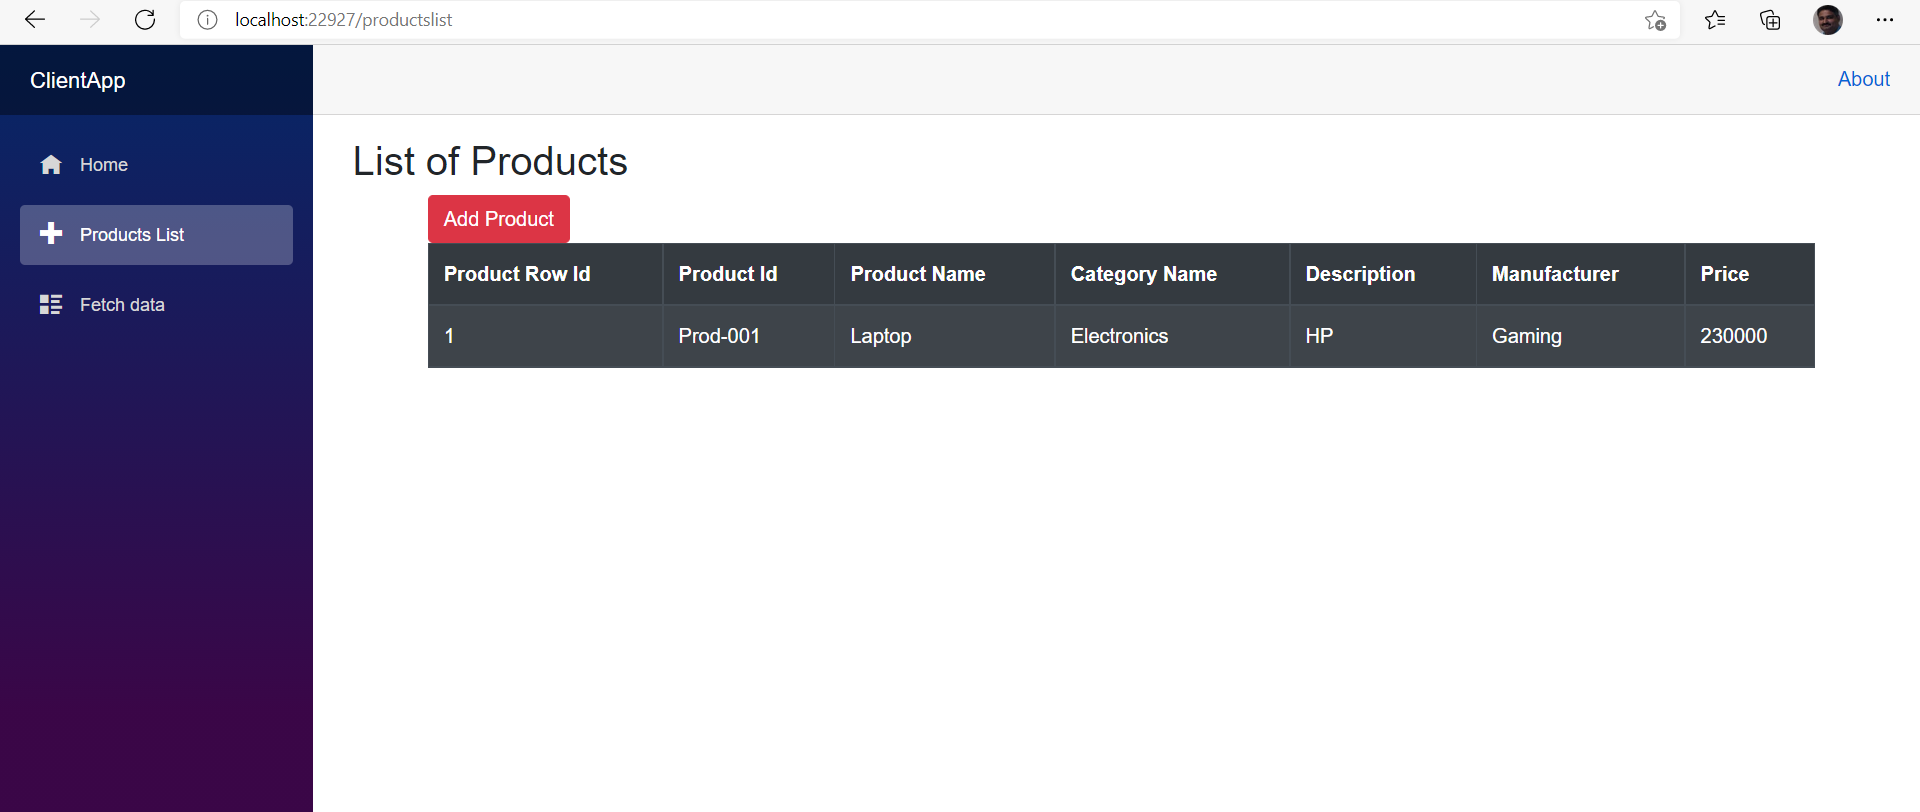 localhost:22927/productslist
ClientApp
About
Home
Products List
Fetch data
List of Products
Add Product
Product Row Id Product Id Product Name Category Name Description Manufacturer Price
1 Prod-001 Laptop Electronics HP Gaming 230000